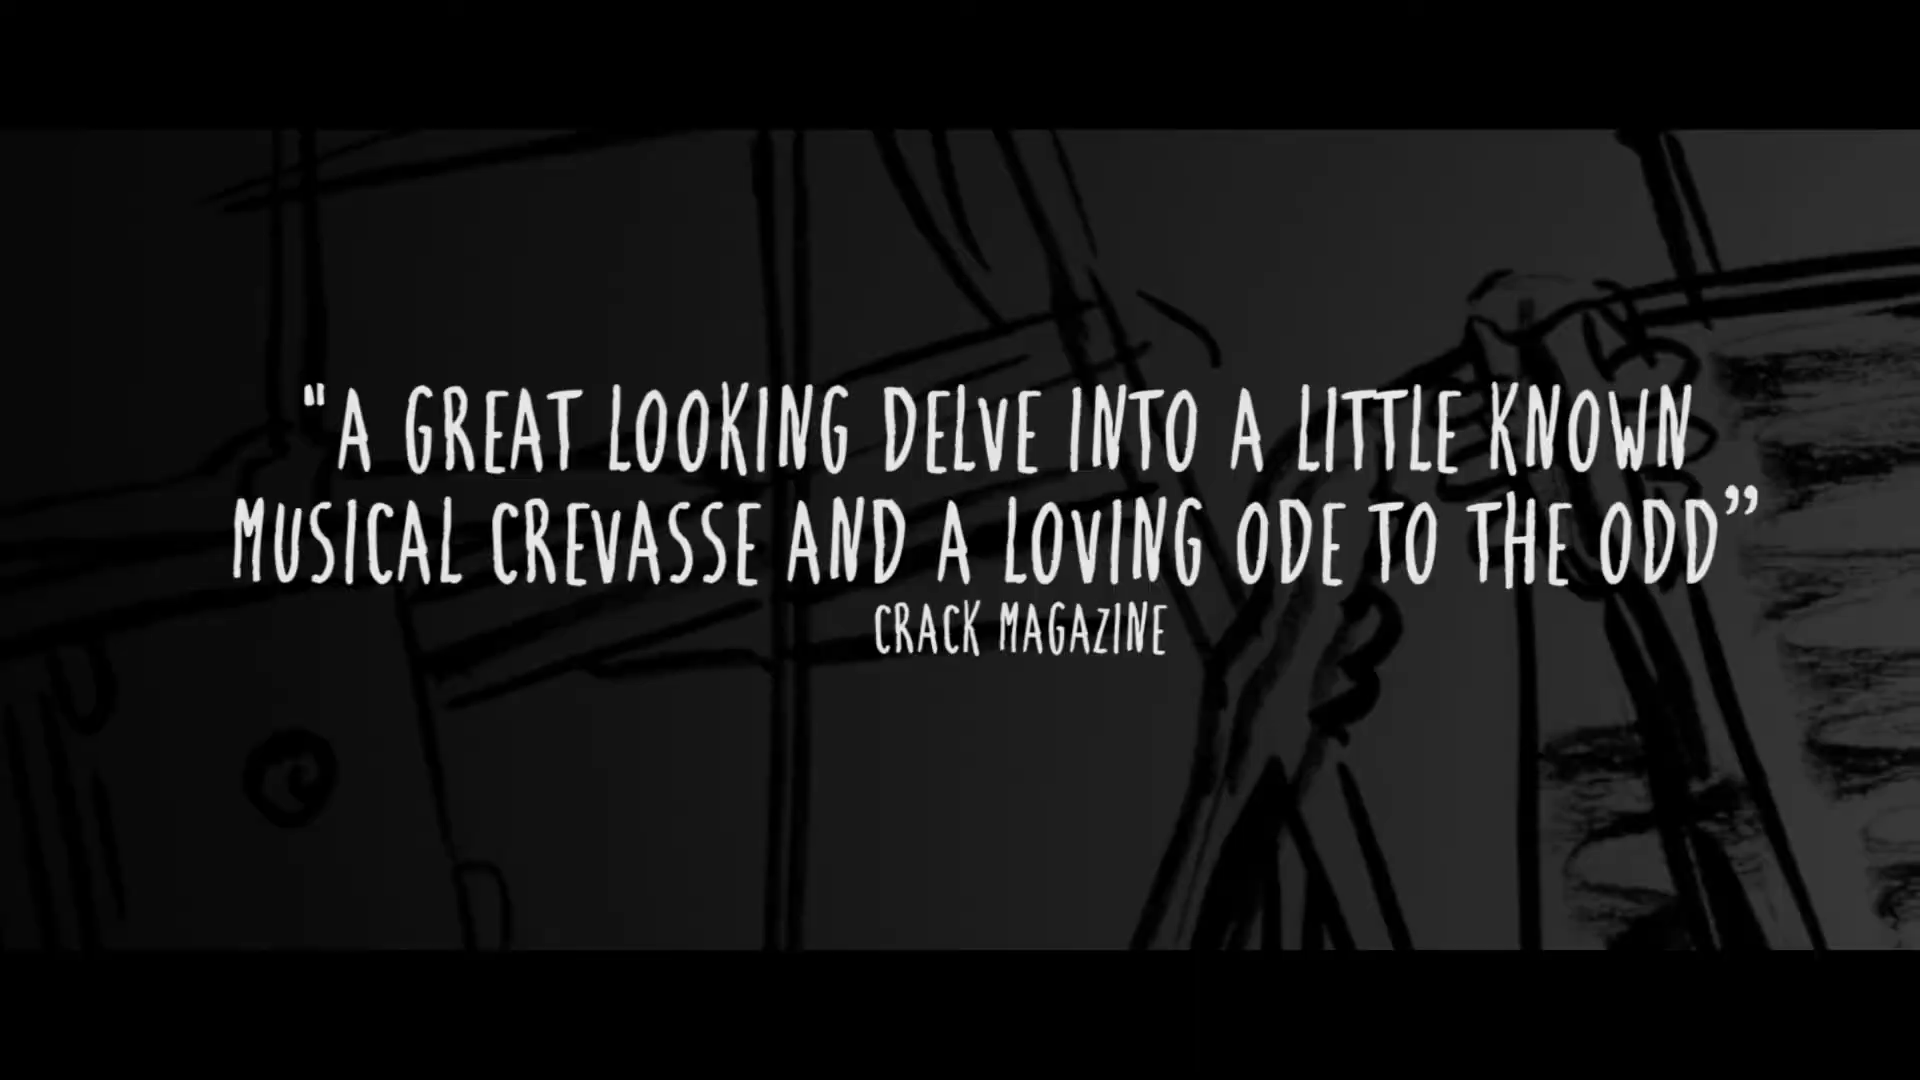 "A GREAT LOOKING DELVE INTO A LITTLE KNOWN
MUSICAL CREVASSE AND A LOVING ODE TO THE ODD”
CRACK MAGAZINE